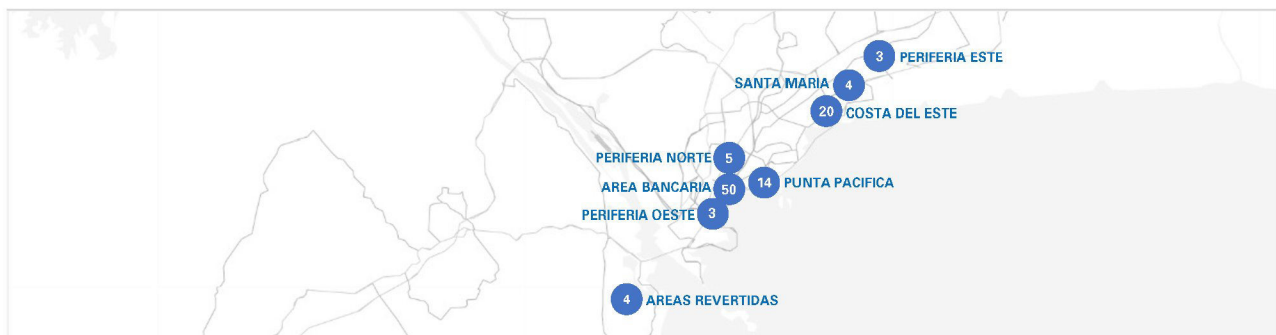 3 PERIFERIA ESTE
SANTA MARIA 4
20 COSTA DEL ESTE
PERIFERIA NORTE 5
14 PUNTA PACIFICA
AREA BANCARIA 50
PERIFERIA OESTE 3
4 AREAS REVERTIDAS